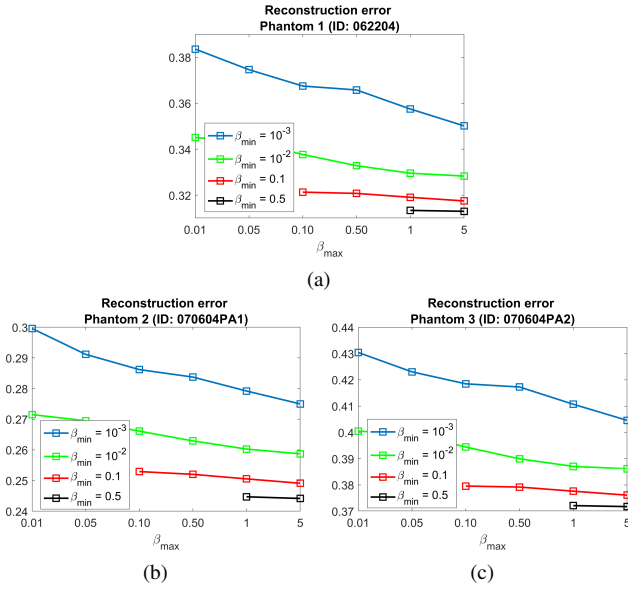 Reconstruction error
Phantom 1 (ID: 062204)
0.38
0.36
0.34
0.32
β_min = 10^-3
β_min = 10^-2
β_min = 0.1
β_min = 0.5
0.01 0.05 0.10 0.50 1 5
β_max
(a)
Reconstruction error
Phantom 2 (ID: 070604PA1)
0.3
0.29
0.28
0.27
0.26
0.25
0.24
β_min = 10^-3
β_min = 10^-2
β_min = 0.1
β_min = 0.5
0.01 0.05 0.10 0.50 1 5
β_max
(b)
Reconstruction error
Phantom 3 (ID: 070604PA2)
0.44
0.43
0.42
0.41
0.4
0.39
0.38
0.37
β_min = 10^-3
β_min = 10^-2
β_min = 0.1
β_min = 0.5
0.01 0.05 0.10 0.50 1 5
β_max
(c)